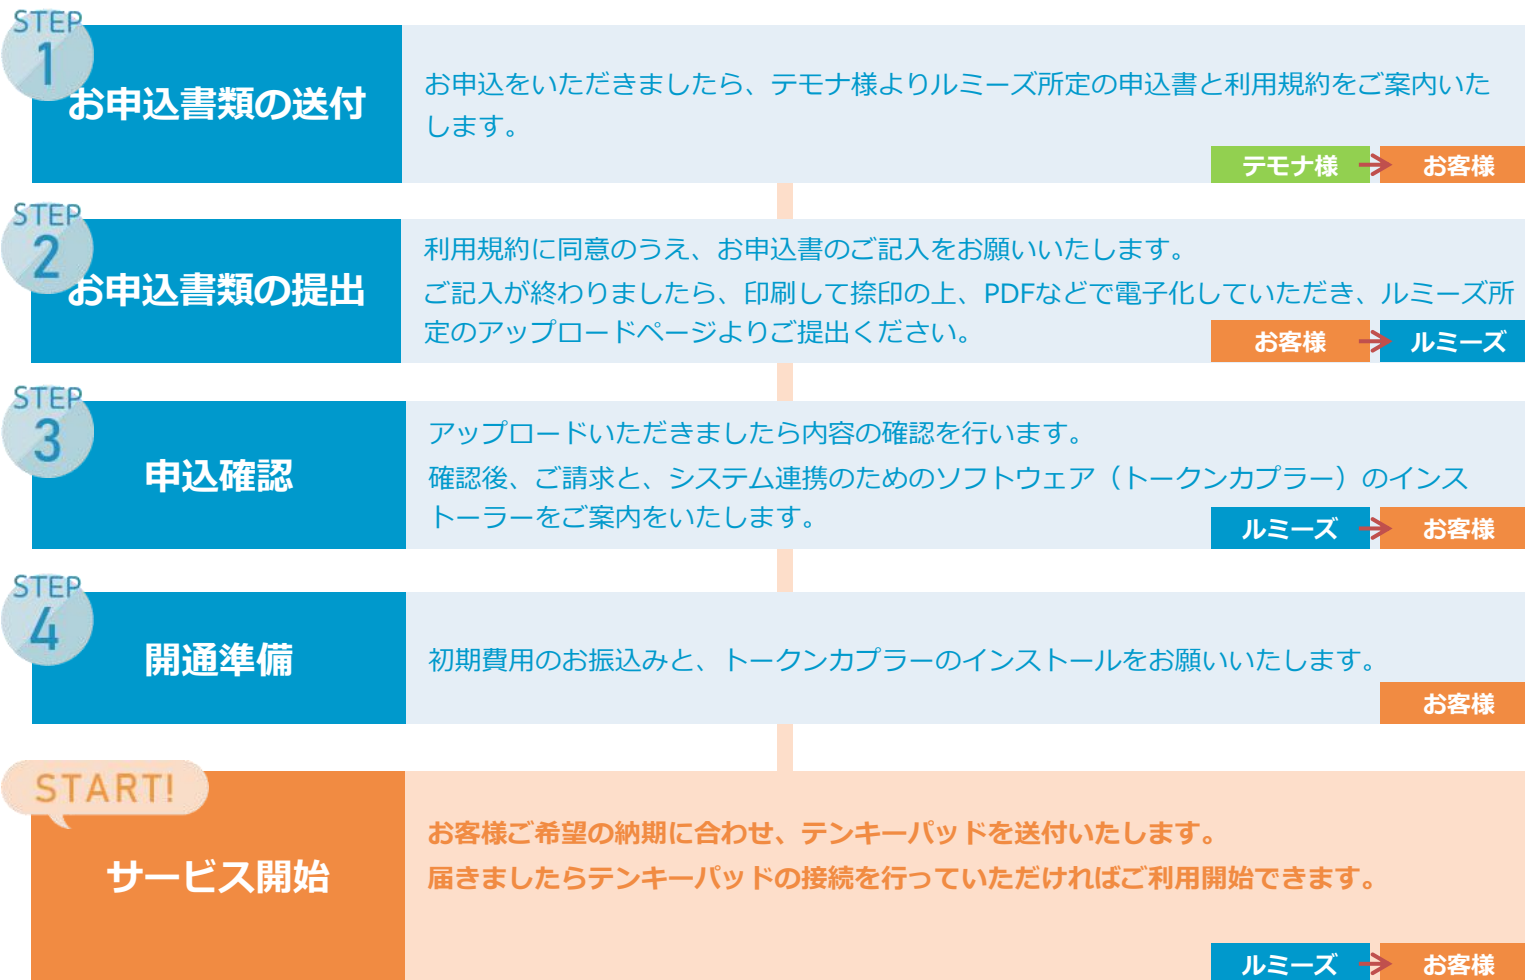 STEP
1
お申込書類の送付
お申込をいただきましたら、テモナ様よりルミーズ所定の申込書と利用規約をご案内いた
します。
テモナ様 → お客様
STEP
2
お申込書類の提出
利用規約に同意のうえ、お申込書のご記入をお願いいたします。
ご記入が終わりましたら、印刷して捺印の上、PDFなどで電子化していただき、ルミーズ所
定のアップロードページよりご提出ください。
お客様 → ルミーズ
STEP
3
申込確認
アップロードいただきましたら内容の確認を行います。
確認後、ご請求と、システム連携のためのソフトウェア（トークンカプラー）のインス
トーラーをご案内をいたします。
ルミーズ → お客様
STEP
4
開通準備
初期費用のお振込みと、トークンカプラーのインストールをお願いいたします。
お客様
START!
サービス開始
お客様ご希望の納期に合わせ、テンキーパッドを送付いたします。
届きましたらテンキーパッドの接続を行っていただければご利用開始できます。
ルミーズ → お客様